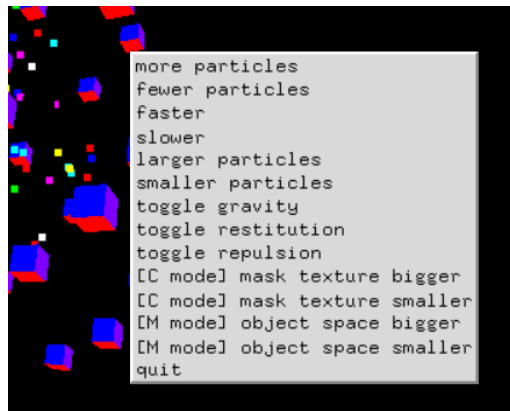 more particles
fewer particles
faster
slower
larger particles
smaller particles
toggle gravity
toggle restitution
toggle repulsion
[C mode] mask texture bigger
[C mode] mask texture smaller
[M mode] object space bigger
[M mode] object space smaller
quit